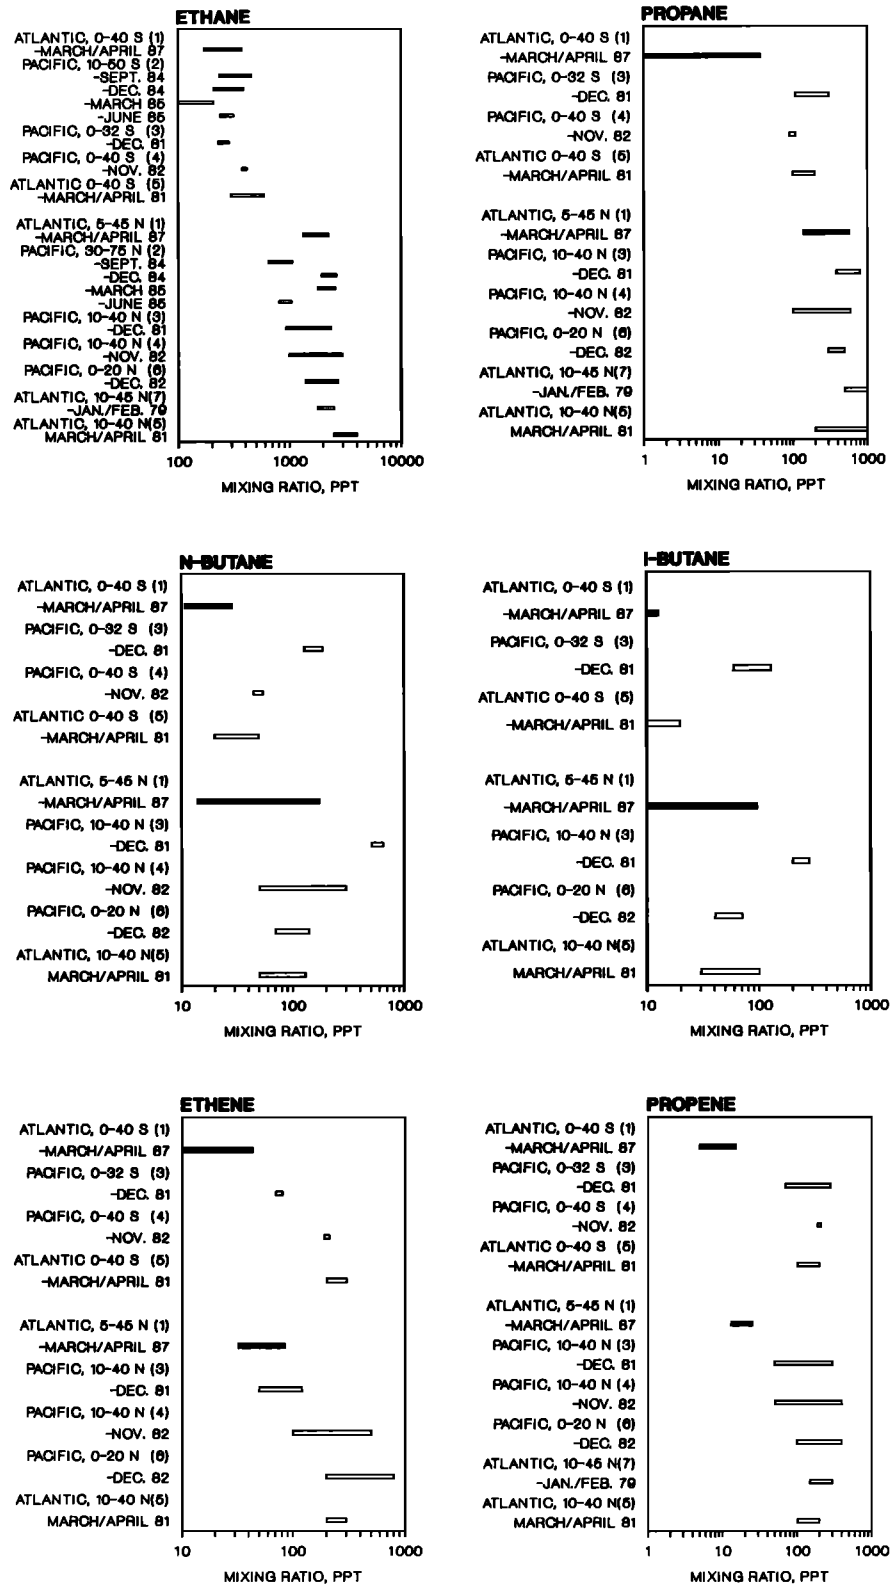 ETHANE
ATLANTIC, 0-40 S (1)
-MARCH/APRIL 87
PACIFIC, 10-50 S (2)
-SEPT. 84
-DEC. 84
-MARCH 85
-JUNE 85
PACIFIC, 0-32 S (3)
-DEC. 81
PACIFIC, 0-40 S (4)
-NOV. 82
ATLANTIC 0-40 S (5)
-MARCH/APRIL 81
ATLANTIC, 5-45 N (1)
-MARCH/APRIL 87
PACIFIC, 30-75 N (2)
-SEPT. 84
-DEC. 84
-MARCH 85
-JUNE 85
PACIFIC, 10-40 N (3)
-DEC. 81
PACIFIC, 10-40 N (4)
-NOV. 82
PACIFIC, 0-20 N (6)
-DEC. 82
ATLANTIC, 10-45 N(7)
-JAN./FEB. 79
ATLANTIC, 10-40 N(5)
MARCH/APRIL 81
100 1000 10000
MIXING RATIO, PPT
PROPANE
ATLANTIC, 0-40 S (1)
-MARCH/APRIL 87
PACIFIC, 0-32 S (3)
-DEC. 81
PACIFIC, 0-40 S (4)
-NOV. 82
ATLANTIC 0-40 S (5)
-MARCH/APRIL 81
ATLANTIC, 5-45 N (1)
-MARCH/APRIL 87
PACIFIC, 10-40 N (3)
-DEC. 81
PACIFIC, 10-40 N (4)
-NOV. 82
PACIFIC, 0-20 N (6)
-DEC. 82
ATLANTIC, 10-45 N(7)
-JAN./FEB. 79
ATLANTIC, 10-40 N(5)
MARCH/APRIL 81
1 10 100 1000
MIXING RATIO, PPT
N-BUTANE
ATLANTIC, 0-40 S (1)
-MARCH/APRIL 87
PACIFIC, 0-32 S (3)
-DEC. 81
PACIFIC, 0-40 S (4)
-NOV. 82
ATLANTIC 0-40 S (5)
-MARCH/APRIL 81
ATLANTIC, 5-45 N (1)
-MARCH/APRIL 87
PACIFIC, 10-40 N (3)
-DEC. 81
PACIFIC, 10-40 N (4)
-NOV. 82
PACIFIC, 0-20 N (6)
-DEC. 82
ATLANTIC, 10-40 N(5)
MARCH/APRIL 81
10 100 1000
MIXING RATIO, PPT
I-BUTANE
ATLANTIC, 0-40 S (1)
-MARCH/APRIL 87
PACIFIC, 0-32 S (3)
-DEC. 81
ATLANTIC 0-40 S (5)
-MARCH/APRIL 81
ATLANTIC, 5-45 N (1)
-MARCH/APRIL 87
PACIFIC, 10-40 N (3)
-DEC. 81
PACIFIC, 0-20 N (6)
-DEC. 82
ATLANTIC, 10-40 N(5)
MARCH/APRIL 81
10 100 1000
MIXING RATIO, PPT
ETHENE
ATLANTIC, 0-40 S (1)
-MARCH/APRIL 87
PACIFIC, 0-32 S (3)
-DEC. 81
PACIFIC, 0-40 S (4)
-NOV. 82
ATLANTIC 0-40 S (5)
-MARCH/APRIL 81
ATLANTIC, 5-45 N (1)
-MARCH/APRIL 87
PACIFIC, 10-40 N (3)
-DEC. 81
PACIFIC, 10-40 N (4)
-NOV. 82
PACIFIC, 0-20 N (6)
-DEC. 82
ATLANTIC, 10-40 N(5)
MARCH/APRIL 81
10 100 1000
MIXING RATIO, PPT
PROPENE
ATLANTIC, 0-40 S (1)
-MARCH/APRIL 87
PACIFIC, 0-32 S (3)
-DEC. 81
PACIFIC, 0-40 S (4)
-NOV. 82
ATLANTIC 0-40 S (5)
-MARCH/APRIL 81
ATLANTIC, 5-45 N (1)
-MARCH/APRIL 87
PACIFIC, 10-40 N (3)
-DEC. 81
PACIFIC, 10-40 N (4)
-NOV. 82
PACIFIC, 0-20 N (6)
-DEC. 82
ATLANTIC, 10-45 N(7)
-JAN./FEB. 79
ATLANTIC, 10-40 N(5)
MARCH/APRIL 81
1 10 100 1000
MIXING RATIO, PPT